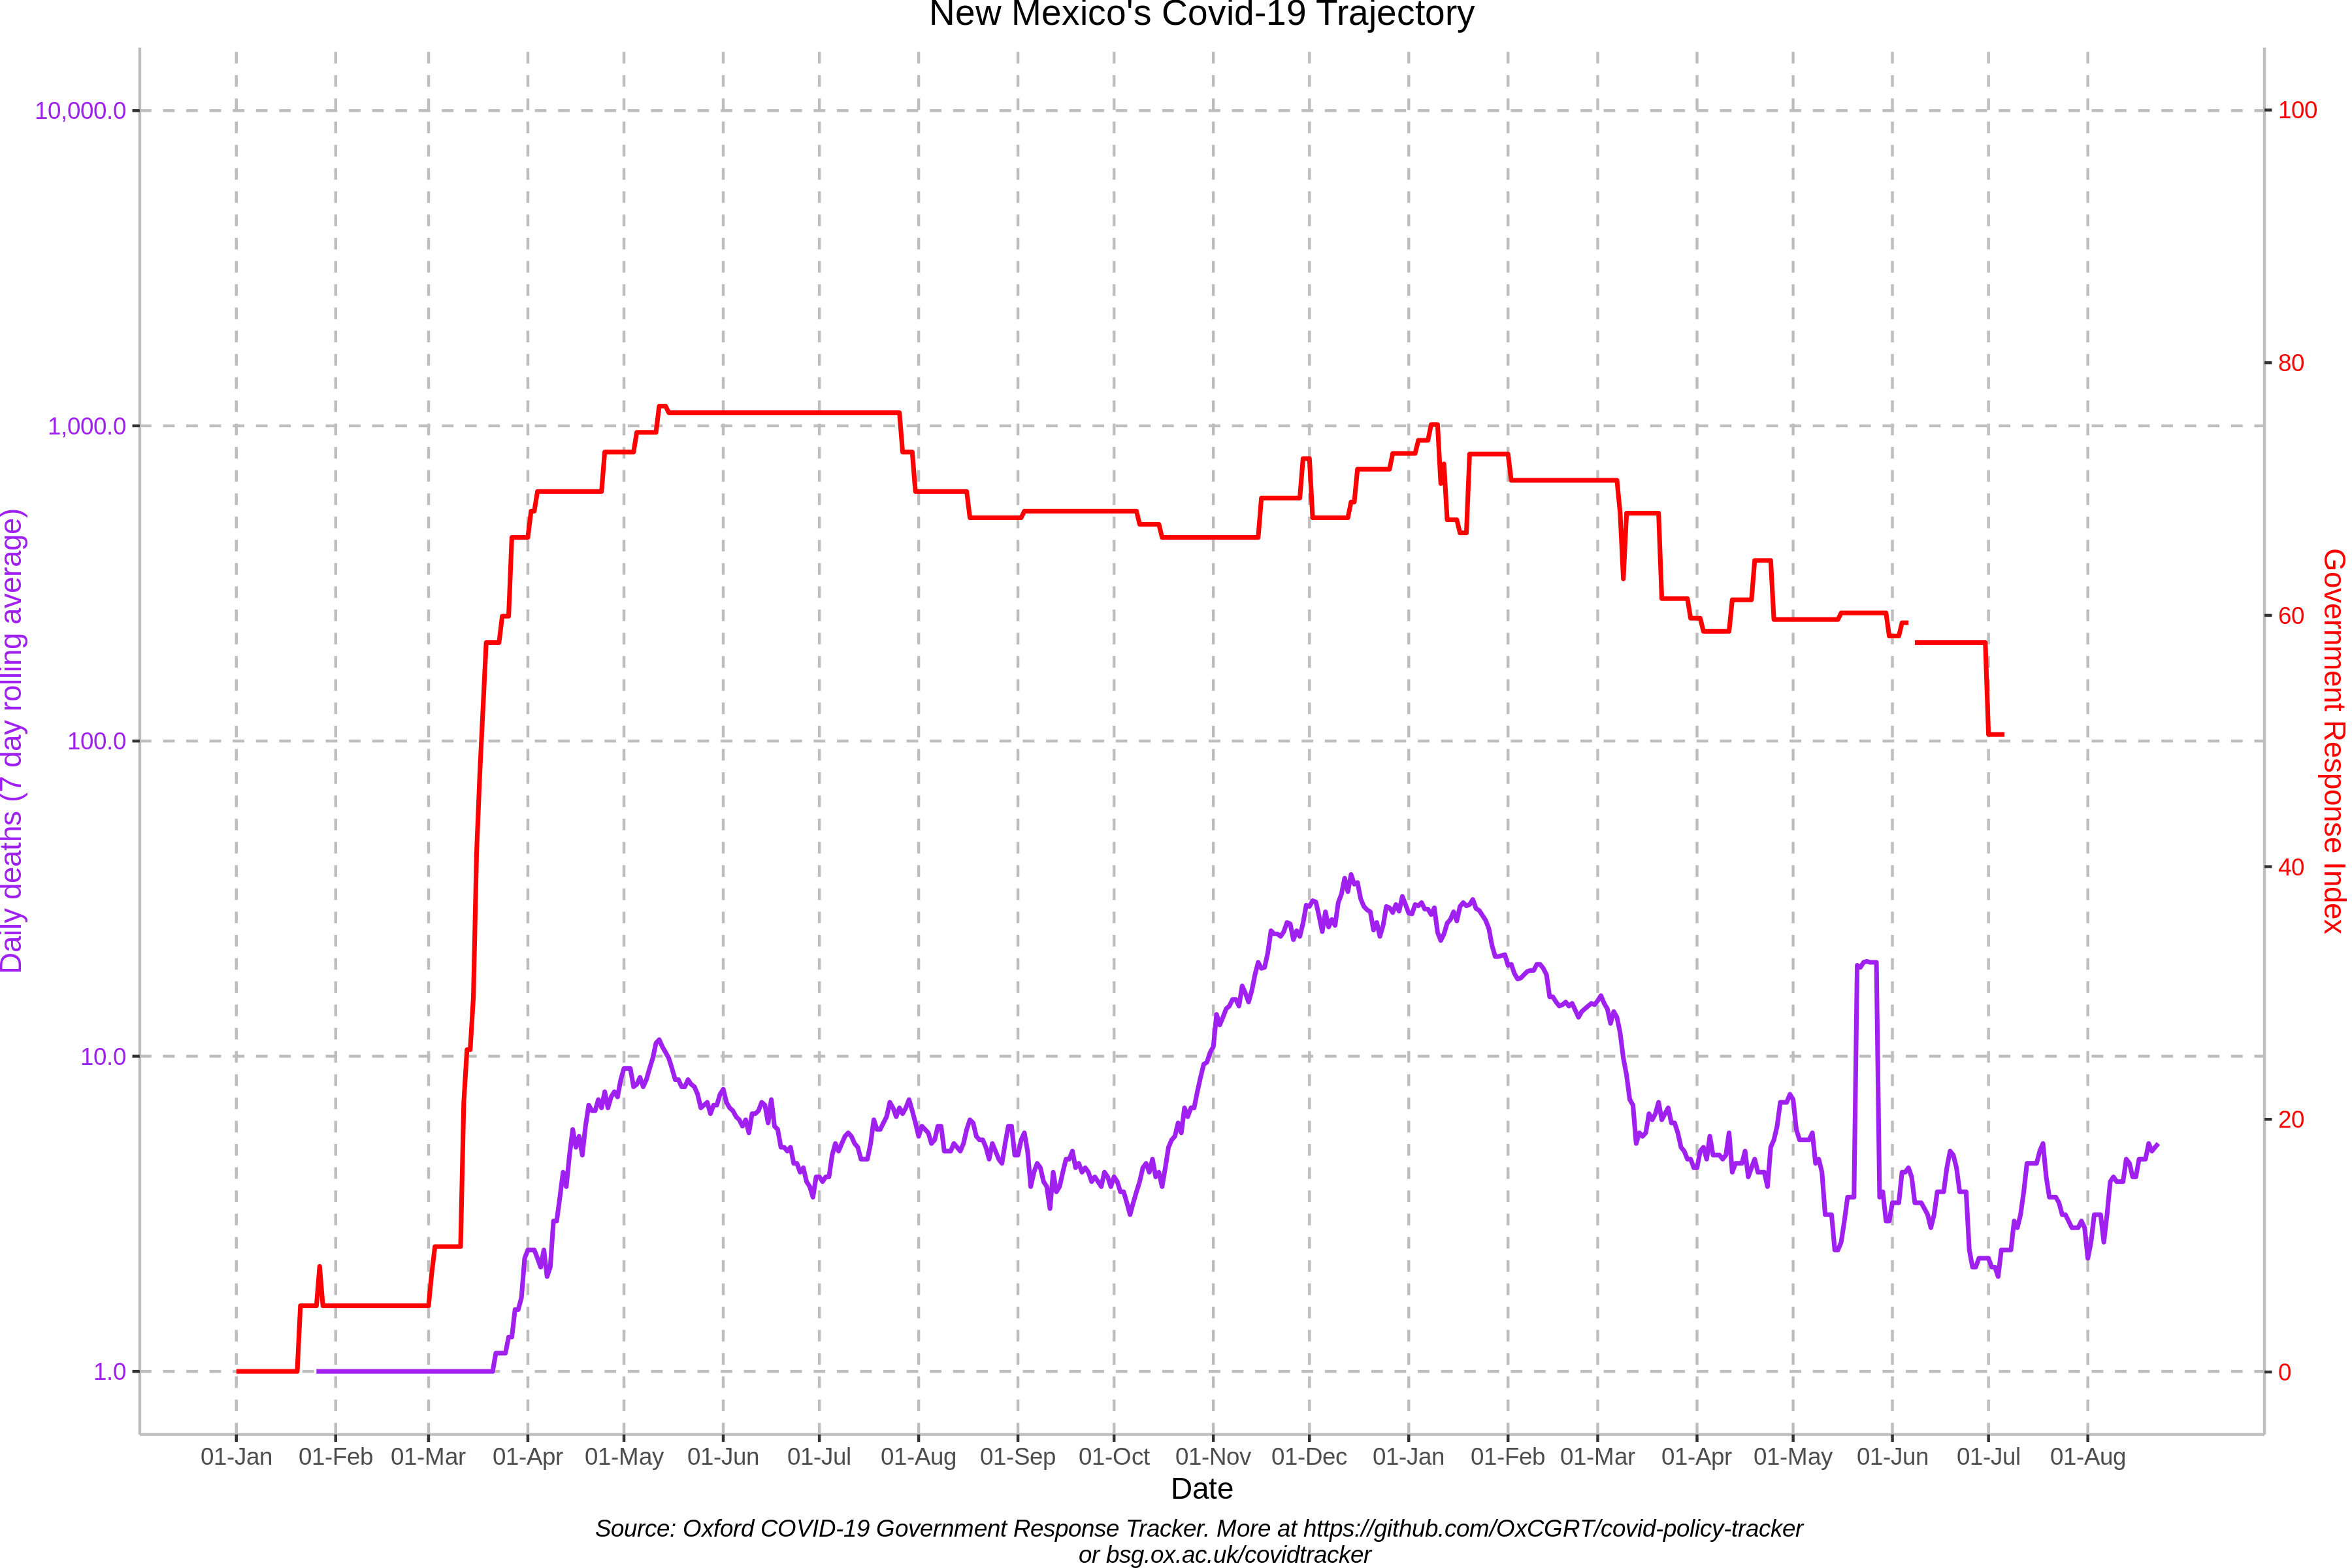 New Mexico's Covid-19 Trajectory
10,000.0
1,000.0
100.0
10.0
1.0
Daily deaths (7 day rolling average)
100
80
60
40
20
0
Government Response Index
01-Jan 01-Feb 01-Mar 01-Apr 01-May 01-Jun 01-Jul 01-Aug 01-Sep 01-Oct 01-Nov 01-Dec 01-Jan 01-Feb 01-Mar 01-Apr 01-May 01-Jun 01-Jul 01-Aug
Date
Source: Oxford COVID-19 Government Response Tracker. More at https://github.com/OxCGRT/covid-policy-tracker
or bsg.ox.ac.uk/covidtracker